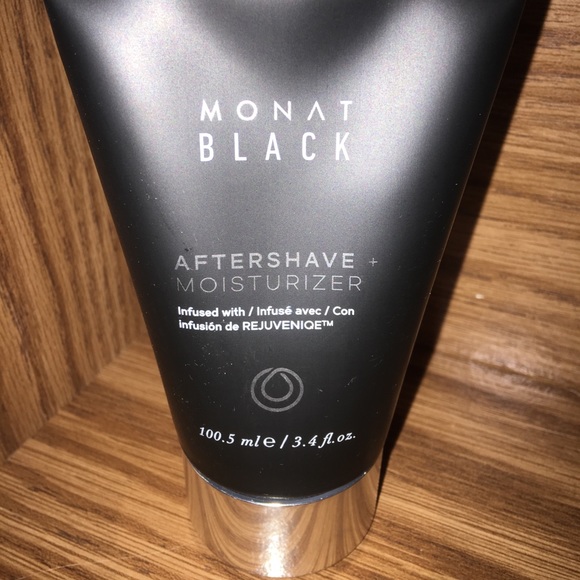 MONAT
BLACK
AFTERSHAVE +
MOISTURIZER
Infused with / Infusé avec / Con
infusión de REJUVENIQE™
100.5 ml e / 3.4 fl. oz.